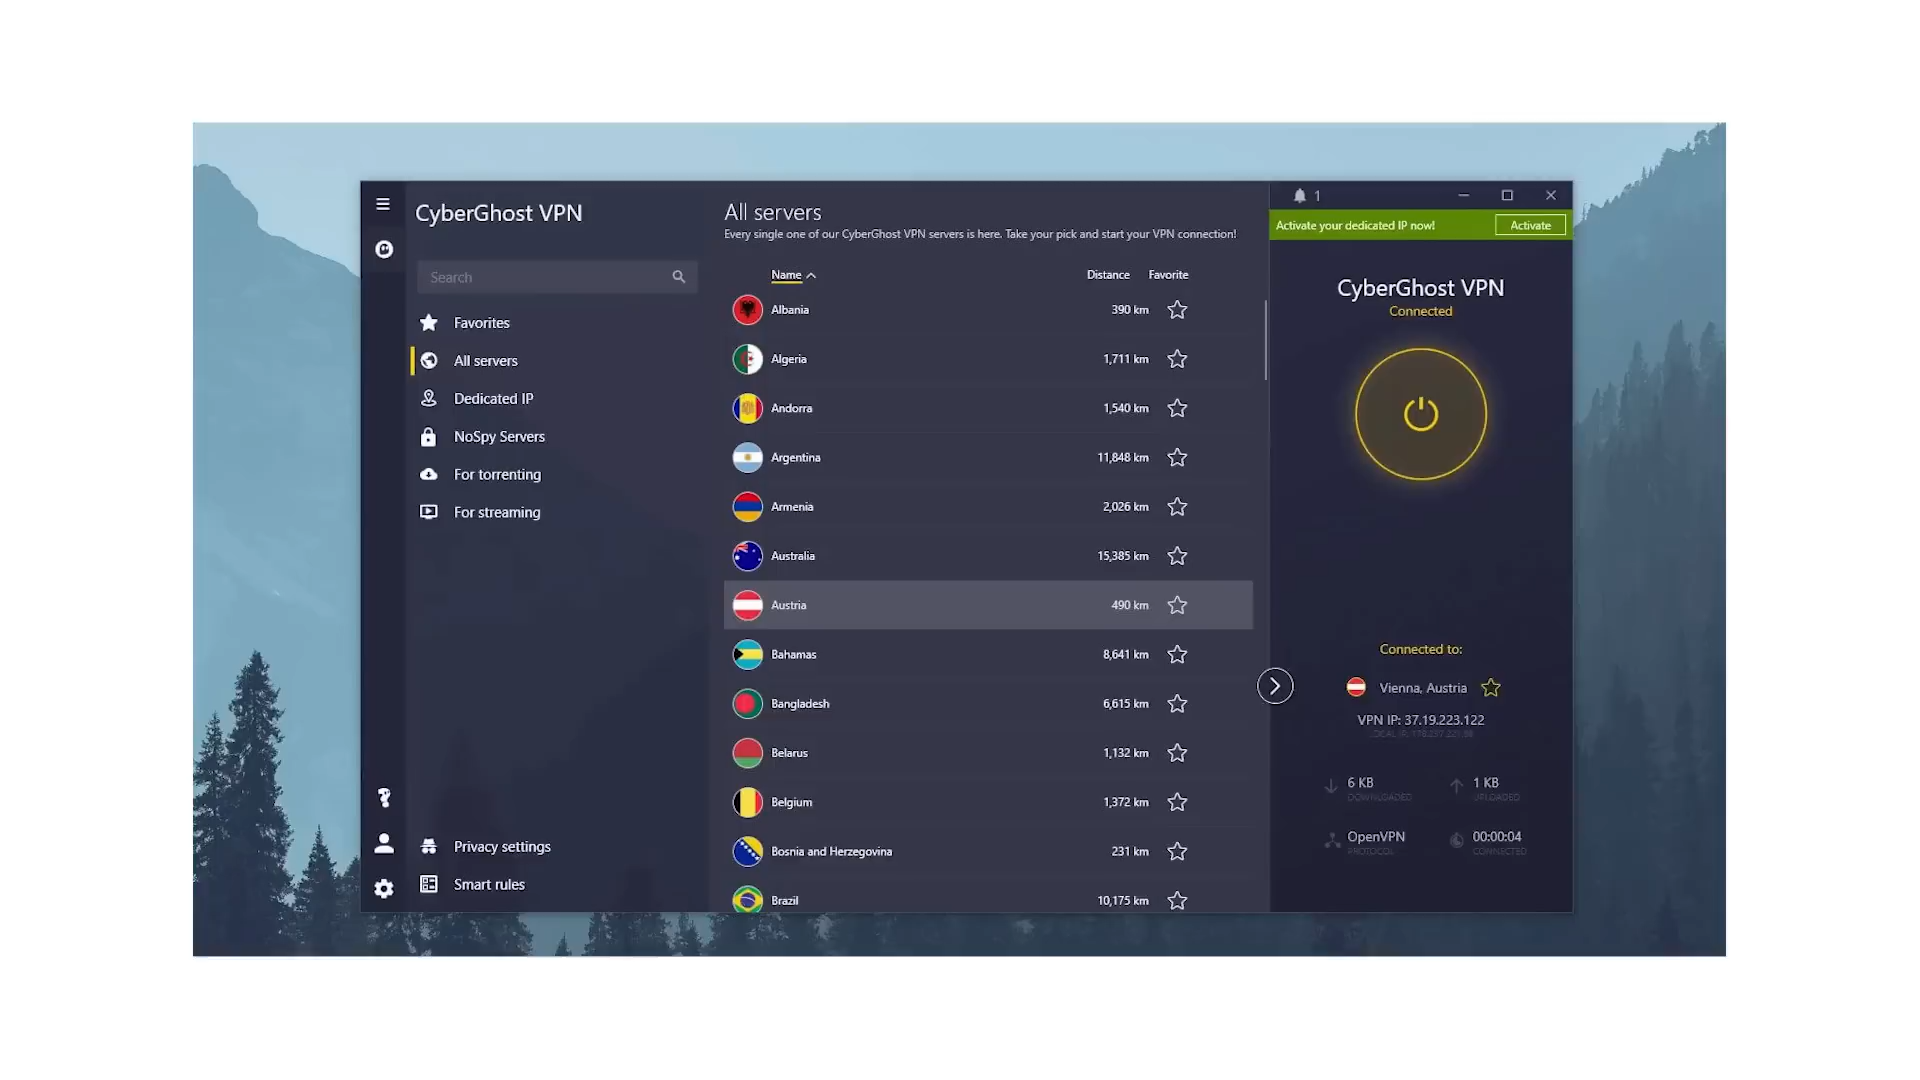 CyberGhost VPN
Search
Favorites
All servers
Dedicated IP
NoSpy Servers
For torrenting
For streaming
Privacy settings
Smart rules
All servers
Every single one of our CyberGhost VPN servers is here. Take your pick and start your VPN connection!
Name Distance Favorite
Albania 390 km
Algeria 1,711 km
Andorra 1,540 km
Argentina 11,848 km
Armenia 2,026 km
Australia 15,385 km
Austria 490 km
Bahamas 8,641 km
Bangladesh 6,615 km
Belarus 1,132 km
Belgium 1,372 km
Bosnia and Herzegovina 231 km
Brazil 10,175 km
1
Activate your dedicated IP now! Activate
CyberGhost VPN
Connected
Connected to:
Vienna, Austria
VPN IP: 37.19.223.122
6 KB 1 KB
DOWNLOADED UPLOADED
OpenVPN 00:00:04
PROTOCOL CONNECTED